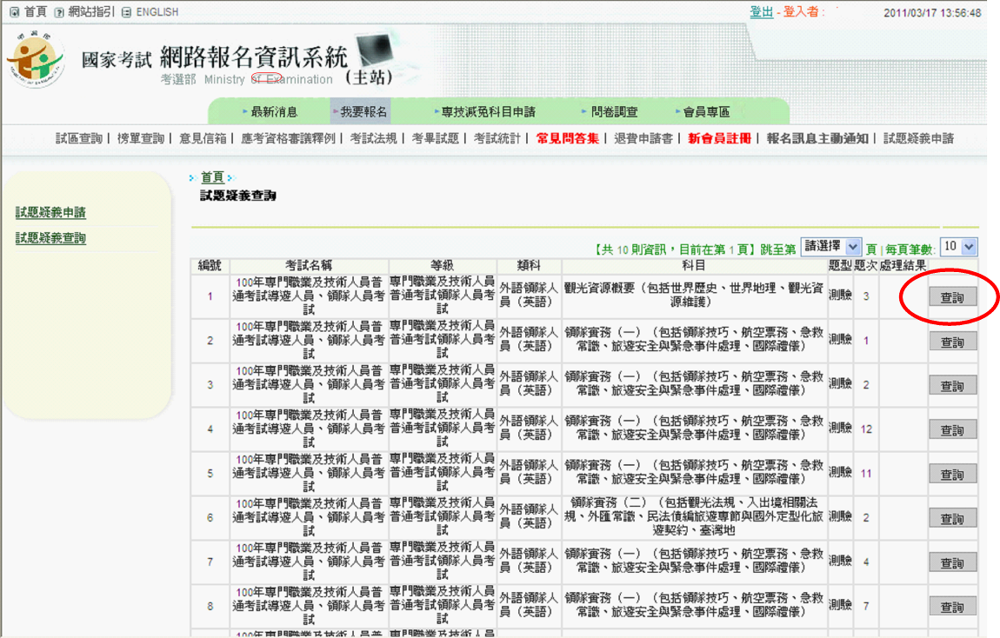 首頁 網站指引 ENGLISH 登出 - 登入者： 2011/03/17 13:56:48
國家考試 網路報名資訊系統 (主站)
考選部 Ministry of Examination
最新消息 我要報名 專技減免科目申請 問卷調查 會員專區
試區查詢 | 榜單查詢 | 意見信箱 | 應考資格審議釋例 | 考試法規 | 考畢試題 | 考試統計 | 常見問答集 | 退費申請書 | 新會員註冊 | 報名訊息主動通知 | 試題疑義申請
首頁
試題疑義查詢
試題疑義申請
試題疑義查詢
【共 10 則資訊，目前在第 1 頁】跳至第 請選擇 頁 | 每頁筆數: 10
編號 考試名稱 等級 類科 科目 題型 題次 處理結果
1 100年專門職業及技術人員普通考試導遊人員、領隊人員考試 專門職業及技術人員普通考試領隊人員考試 外語領隊人員（英語） 觀光資源概要（包括世界歷史、世界地理、觀光資源維護） 測驗 3 查詢
2 100年專門職業及技術人員普通考試導遊人員、領隊人員考試 專門職業及技術人員普通考試領隊人員考試 外語領隊人員（英語） 領隊實務（一）（包括領隊技巧、航空票務、急救常識、旅遊安全與緊急事件處理、國際禮儀） 測驗 1 查詢
3 100年專門職業及技術人員普通考試導遊人員、領隊人員考試 專門職業及技術人員普通考試領隊人員考試 外語領隊人員（英語） 領隊實務（一）（包括領隊技巧、航空票務、急救常識、旅遊安全與緊急事件處理、國際禮儀） 測驗 2 查詢
4 100年專門職業及技術人員普通考試導遊人員、領隊人員考試 專門職業及技術人員普通考試領隊人員考試 外語領隊人員（英語） 領隊實務（一）（包括領隊技巧、航空票務、急救常識、旅遊安全與緊急事件處理、國際禮儀） 測驗 12 查詢
5 100年專門職業及技術人員普通考試導遊人員、領隊人員考試 專門職業及技術人員普通考試領隊人員考試 外語領隊人員（英語） 領隊實務（一）（包括領隊技巧、航空票務、急救常識、旅遊安全與緊急事件處理、國際禮儀） 測驗 11 查詢
6 100年專門職業及技術人員普通考試導遊人員、領隊人員考試 專門職業及技術人員普通考試領隊人員考試 外語領隊人員（英語） 領隊實務（二）（包括觀光法規、入出境相關法規、外匯常識、民法債編旅遊專節與國外定型化旅遊契約、臺灣地 測驗 2 查詢
7 100年專門職業及技術人員普通考試導遊人員、領隊人員考試 專門職業及技術人員普通考試領隊人員考試 外語領隊人員（英語） 領隊實務（一）（包括領隊技巧、航空票務、急救常識、旅遊安全與緊急事件處理、國際禮儀） 測驗 4 查詢
8 100年專門職業及技術人員普通考試導遊人員、領隊人員考試 專門職業及技術人員普通考試領隊人員考試 外語領隊人員（英語） 領隊實務（一）（包括領隊技巧、航空票務、急救常識、旅遊安全與緊急事件處理、國際禮儀） 測驗 7 查詢